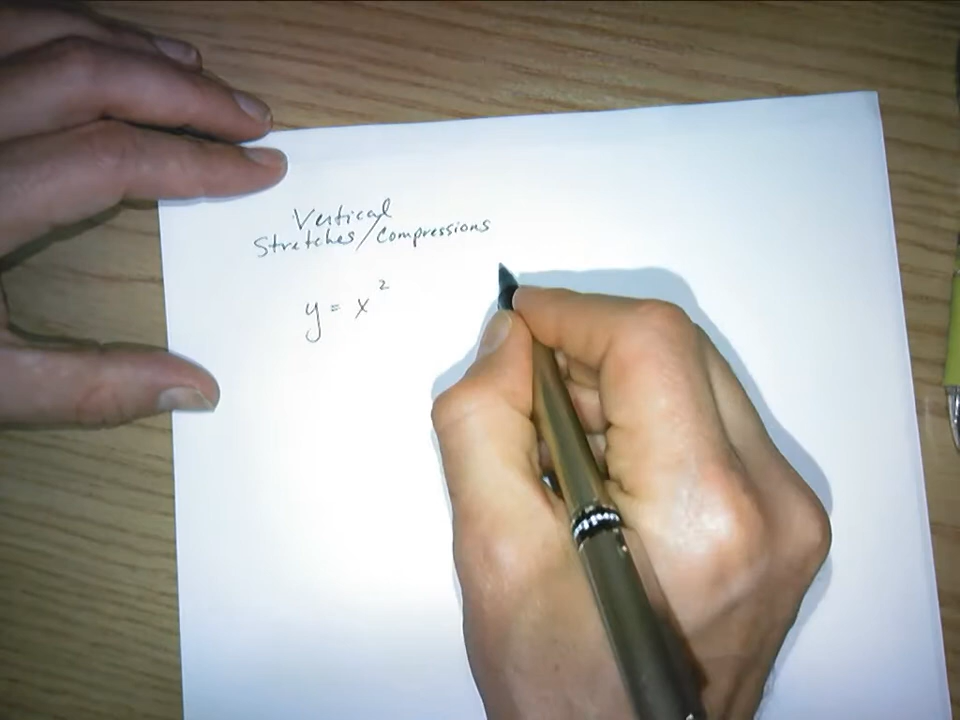 Vertical
Stretches/Compressions
y = x²